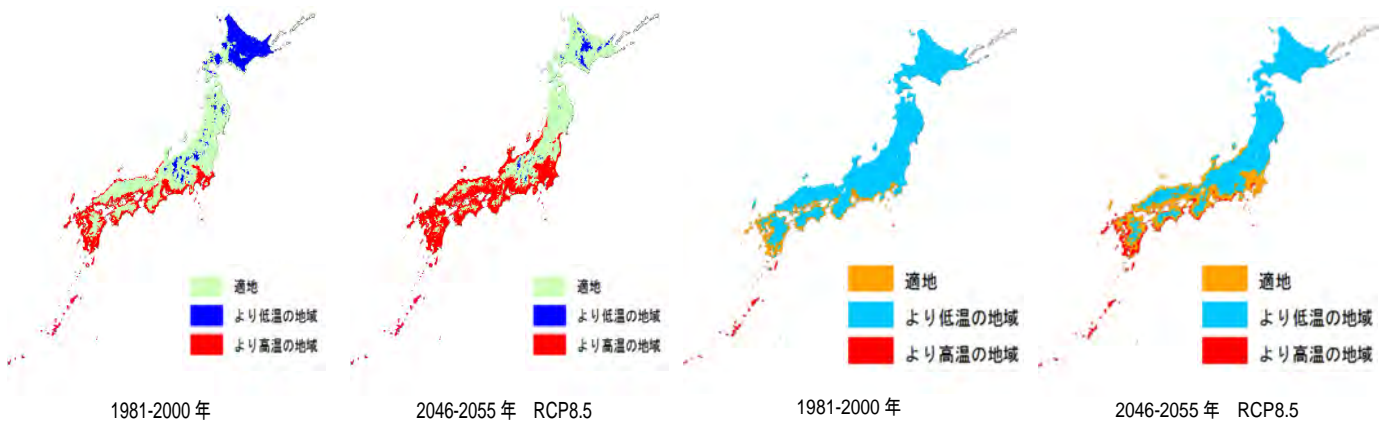 適地
より低温の地域
より高温の地域
1981-2000 年
適地
より低温の地域
より高温の地域
2046-2055 年 RCP8.5
適地
より低温の地域
より高温の地域
1981-2000 年
適地
より低温の地域
より高温の地域
2046-2055 年 RCP8.5